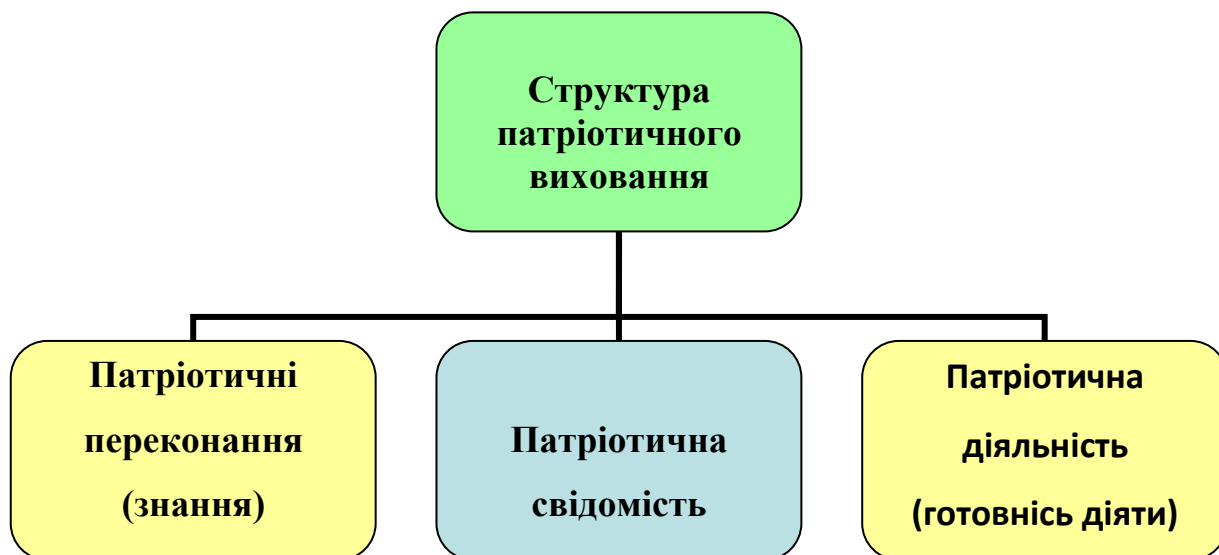 Структура
патріотичного
виховання
Патріотичні
переконання
(знання)
Патріотична
свідомість
Патріотична
діяльність
(готовнісь діяти)